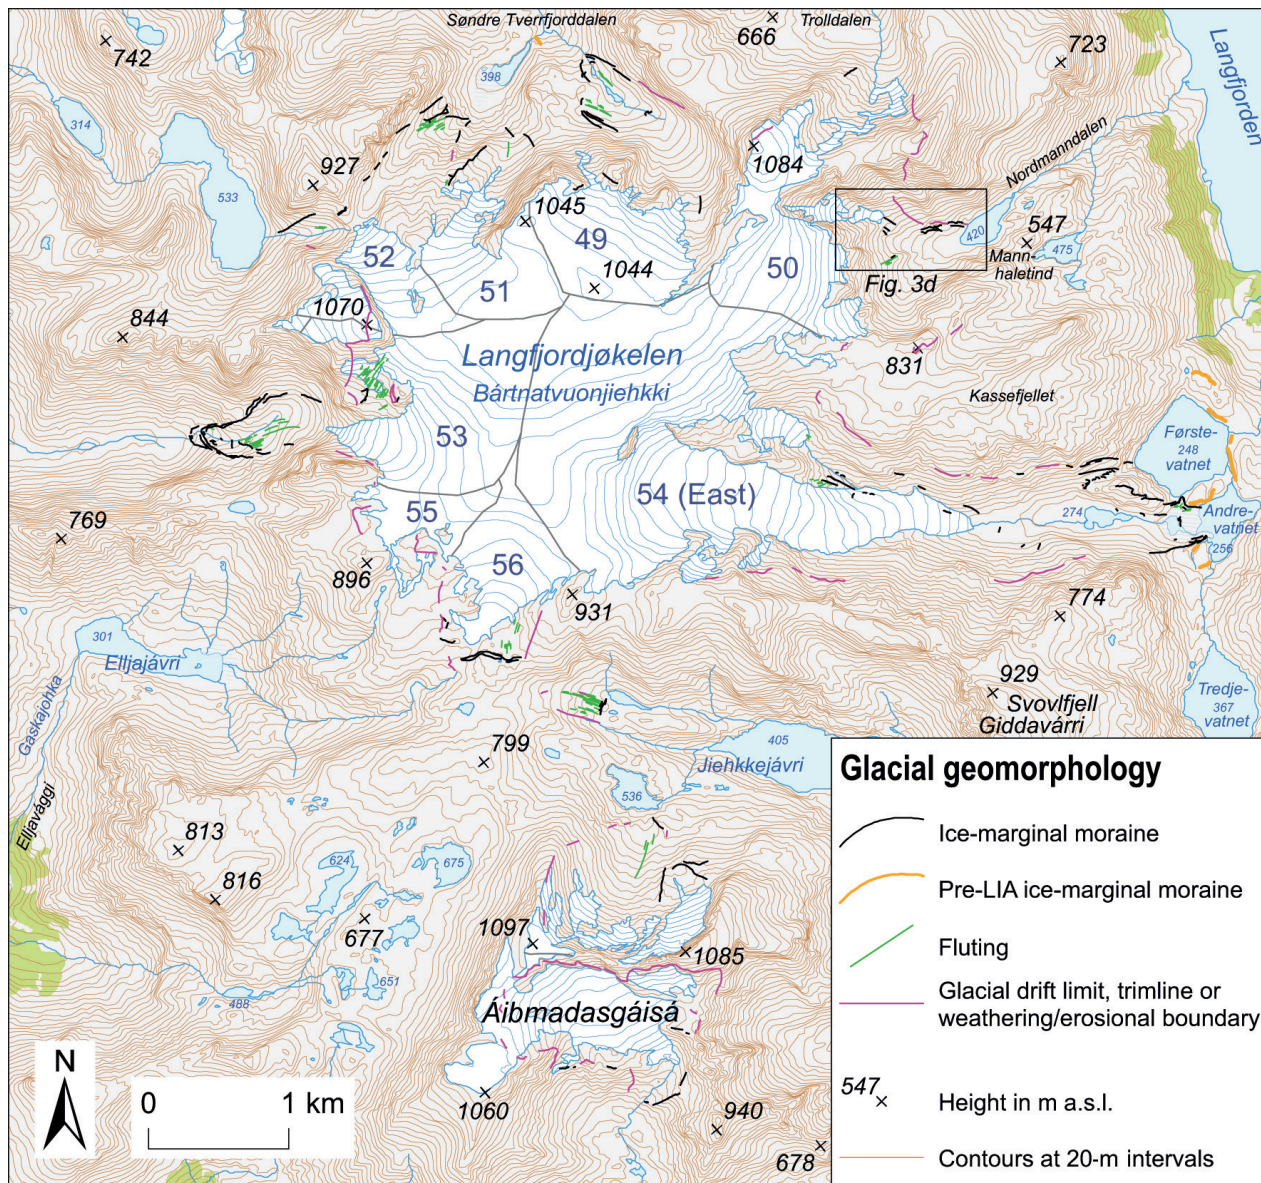 Søndre Tverrfjorddalen
Trolldalen
742
666
723
398
314
Langfjorden
1084
927
Nordmanndalen
533
1045
547
52
49
420
475
50
Mann-
haletind
1044
Fig. 3d
51
1070
844
Langfjordjøkelen
831
Bártnatvuonjiehkki
Kassefjellet
53
Første-
248
vatnet
54 (East)
55
274
Andre-
vatnet
769
256
896
56
931
774
301
Elljajávri
929
Svovlfjell
Giddavárri
Tredje-
367
vatnet
Gaskajohka
799
405
Jiehkkejávri
536
Elljavággi
813
624
675
816
677
1097
1085
651
488
Áibmadasgáisá
1060
940
678
N
0 1 km
Glacial geomorphology
Ice-marginal moraine
Pre-LIA ice-marginal moraine
Fluting
Glacial drift limit, trimline or
weathering/erosional boundary
547 Height in m a.s.l.
Contours at 20-m intervals